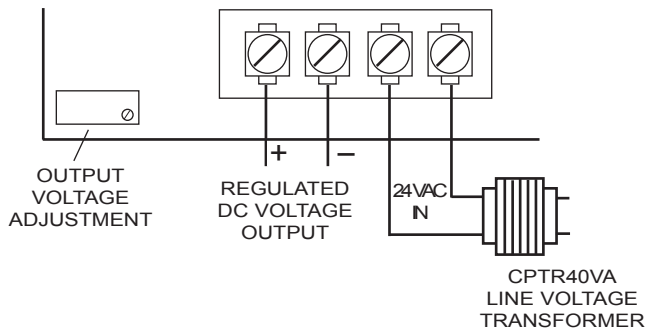 +
–
OUTPUT
VOLTAGE
ADJUSTMENT
REGULATED
DC VOLTAGE
OUTPUT
24VAC
IN
CPTR40VA
LINE VOLTAGE
TRANSFORMER